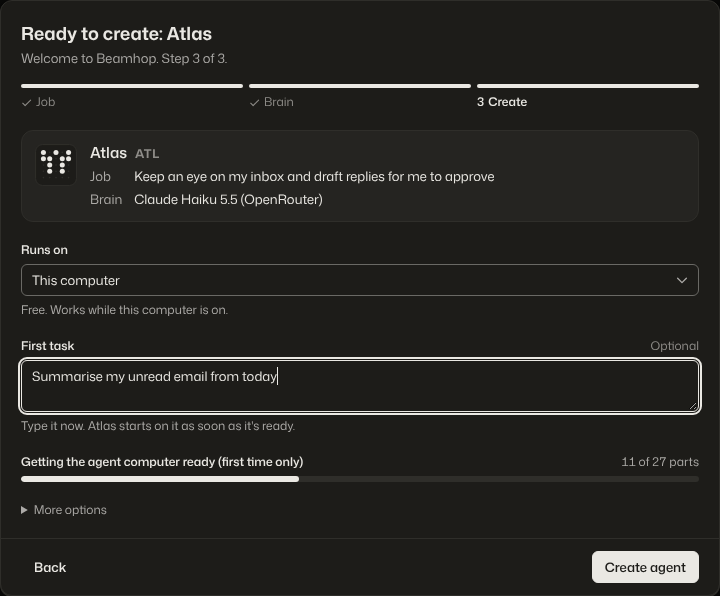 Ready to create: Atlas
Welcome to Beamhop. Step 3 of 3.
Job
Brain
3 Create
Atlas ATL
Job Keep an eye on my inbox and draft replies for me to approve
Brain Claude Haiku 5.5 (OpenRouter)
Runs on
This computer
Free. Works while this computer is on.
First task Optional
Summarise my unread email from today
Type it now. Atlas starts on it as soon as it's ready.
Getting the agent computer ready (first time only) 11 of 27 parts
More options
Back Create agent